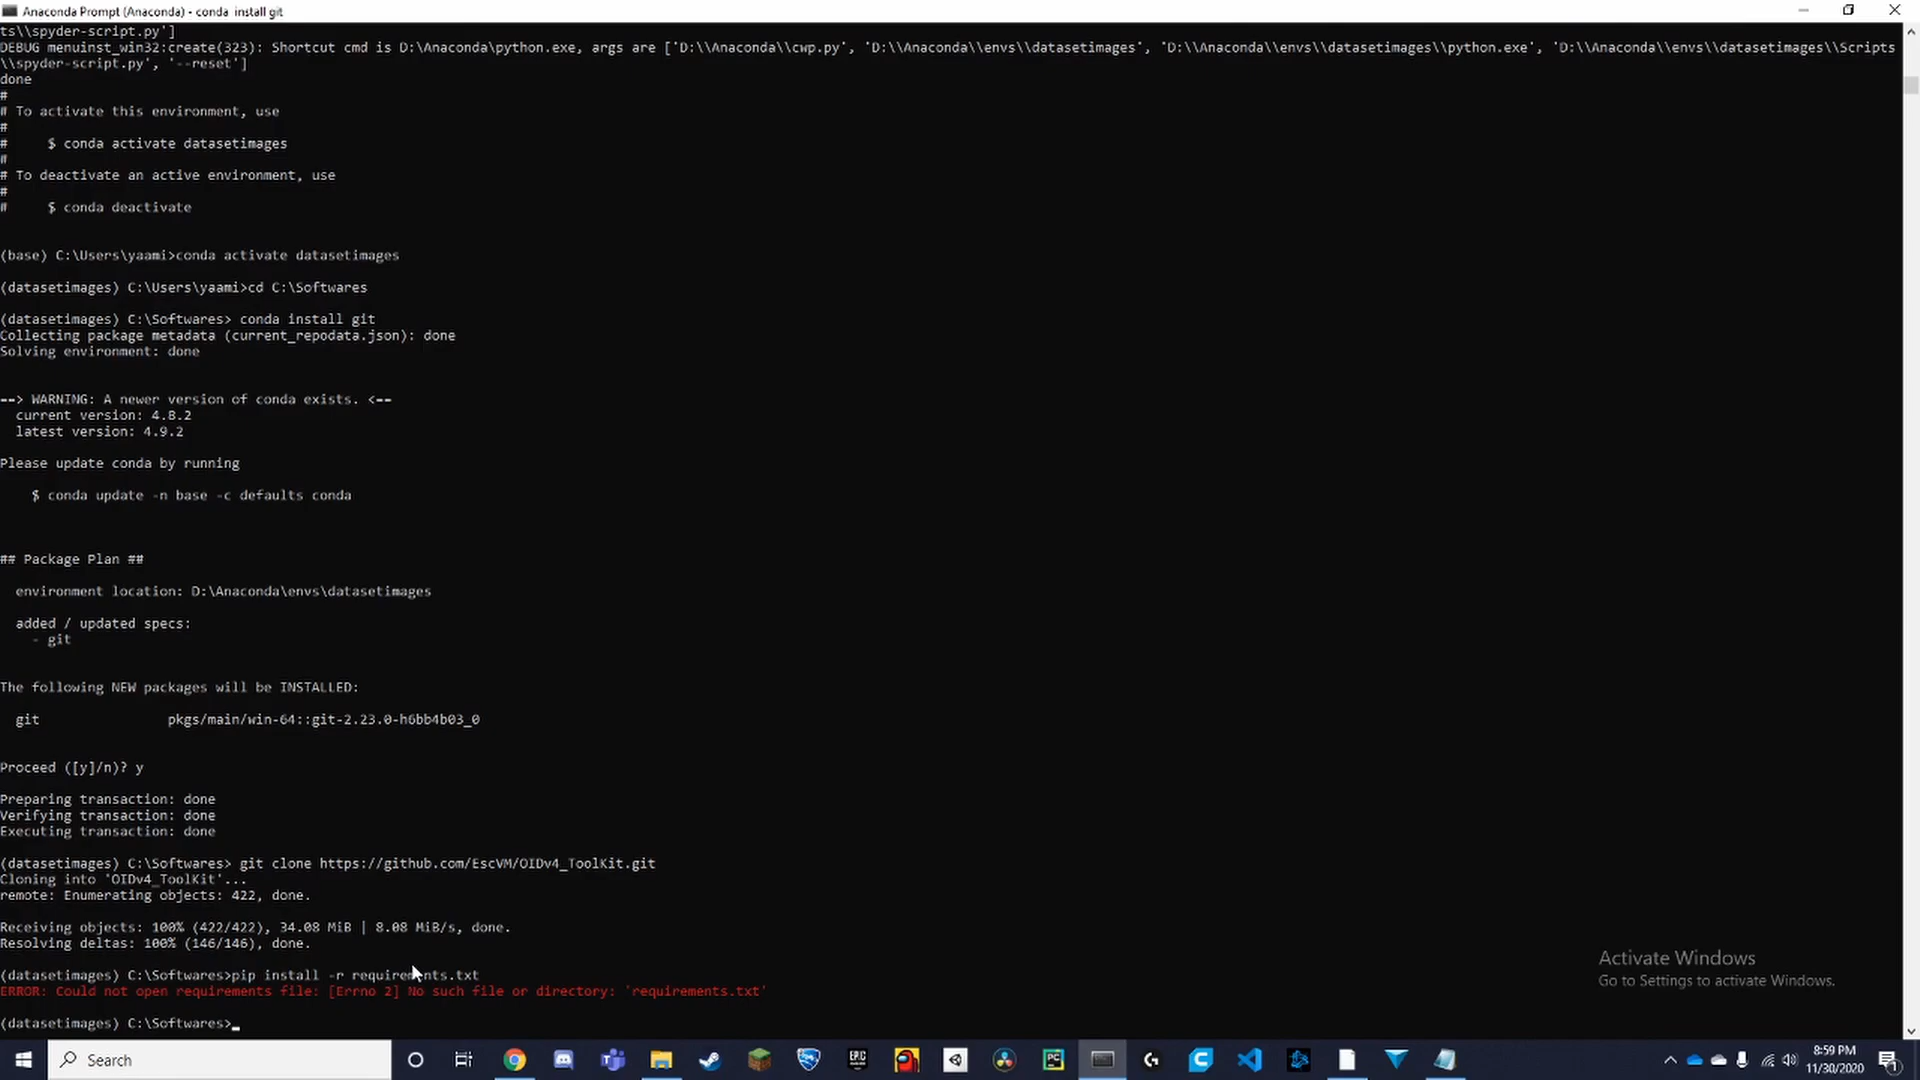 Anaconda Prompt (Anaconda) - conda  install git
ts\\spyder-script.py']
DEBUG menuinst_win32:create(323): Shortcut cmd is D:\Anaconda\python.exe, args are ['D:\\Anaconda\\cwp.py', 'D:\\Anaconda\\envs\\datasetimages', 'D:\\Anaconda\\envs\\datasetimages\\python.exe', 'D:\\Anaconda\\envs\\datasetimages\\Scripts
\\spyder-script.py', '--reset']
done
#
# To activate this environment, use
#
#     $ conda activate datasetimages
#
# To deactivate an active environment, use
#
#     $ conda deactivate
(base) C:\Users\yaami>conda activate datasetimages
(datasetimages) C:\Users\yaami>cd C:\Softwares
(datasetimages) C:\Softwares> conda install git
Collecting package metadata (current_repodata.json): done
Solving environment: done
==> WARNING: A newer version of conda exists. <==
  current version: 4.8.2
  latest version: 4.9.2
Please update conda by running
    $ conda update -n base -c defaults conda
## Package Plan ##
  environment location: D:\Anaconda\envs\datasetimages
  added / updated specs:
    - git
The following NEW packages will be INSTALLED:
  git                pkgs/main/win-64::git-2.23.0-h6bb4b03_0
Proceed ([y]/n)? y
Preparing transaction: done
Verifying transaction: done
Executing transaction: done
(datasetimages) C:\Softwares> git clone https://github.com/EscVM/OIDv4_ToolKit.git
Cloning into 'OIDv4_ToolKit'...
remote: Enumerating objects: 422, done.
Receiving objects: 100% (422/422), 34.08 MiB | 8.08 MiB/s, done.
Resolving deltas: 100% (146/146), done.
(datasetimages) C:\Softwares>pip install -r requirements.txt
ERROR: Could not open requirements file: [Errno 2] No such file or directory: 'requirements.txt'
(datasetimages) C:\Softwares>
Activate Windows
Go to Settings to activate Windows.
Search
EPIC
PC
8:59 PM
11/30/2020
1